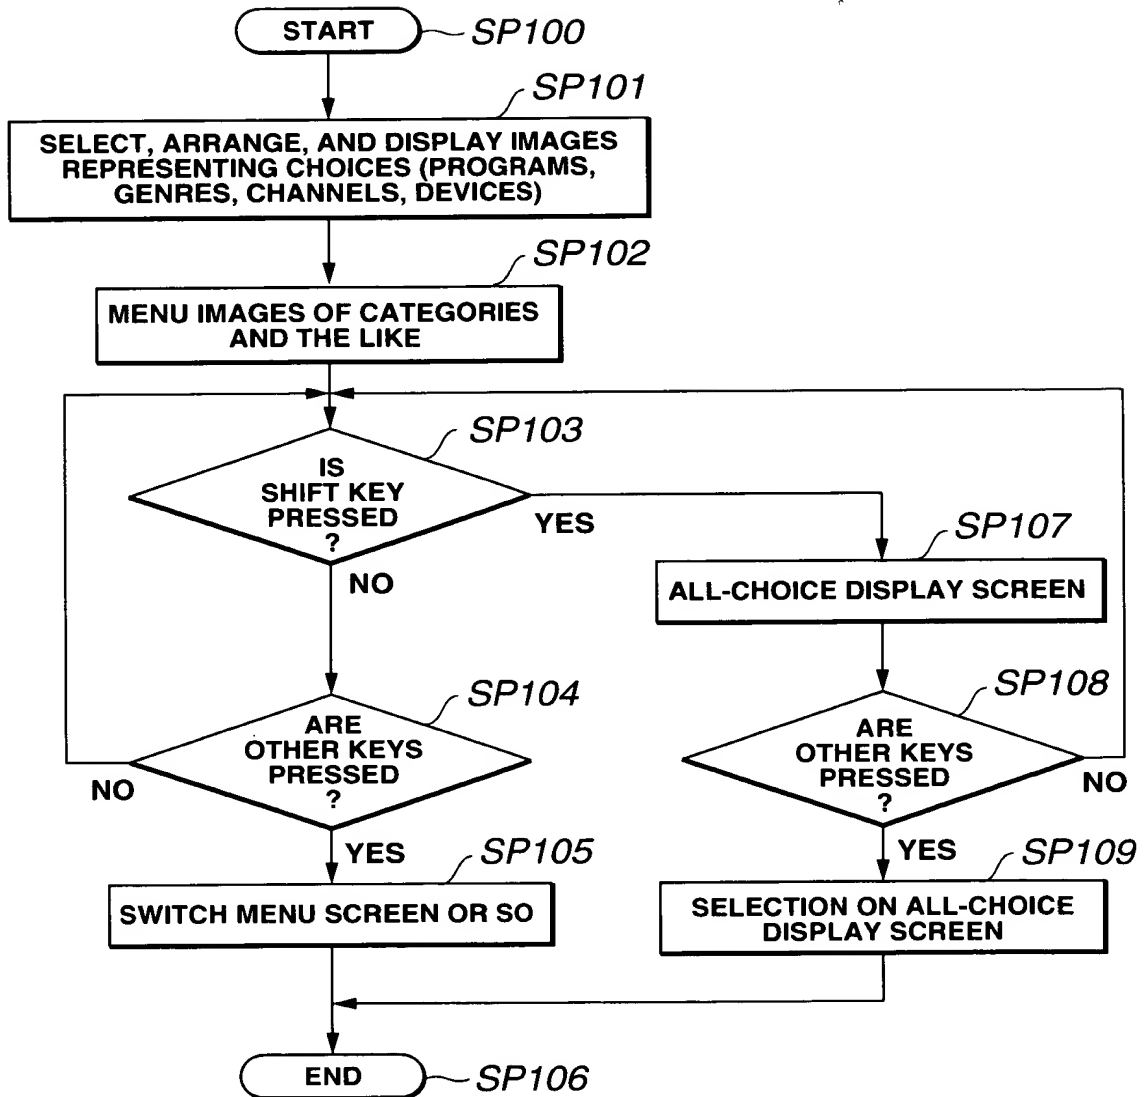 START
SP100
SP101
SELECT, ARRANGE, AND DISPLAY IMAGES
REPRESENTING CHOICES (PROGRAMS,
GENRES, CHANNELS, DEVICES)
SP102
MENU IMAGES OF CATEGORIES
AND THE LIKE
SP103
IS
SHIFT KEY
PRESSED
?
YES
NO
SP107
ALL-CHOICE DISPLAY SCREEN
SP104
ARE
OTHER KEYS
PRESSED
?
NO
YES
SP108
ARE
OTHER KEYS
PRESSED
?
NO
YES
SP105
SWITCH MENU SCREEN OR SO
SP109
SELECTION ON ALL-CHOICE
DISPLAY SCREEN
END
SP106